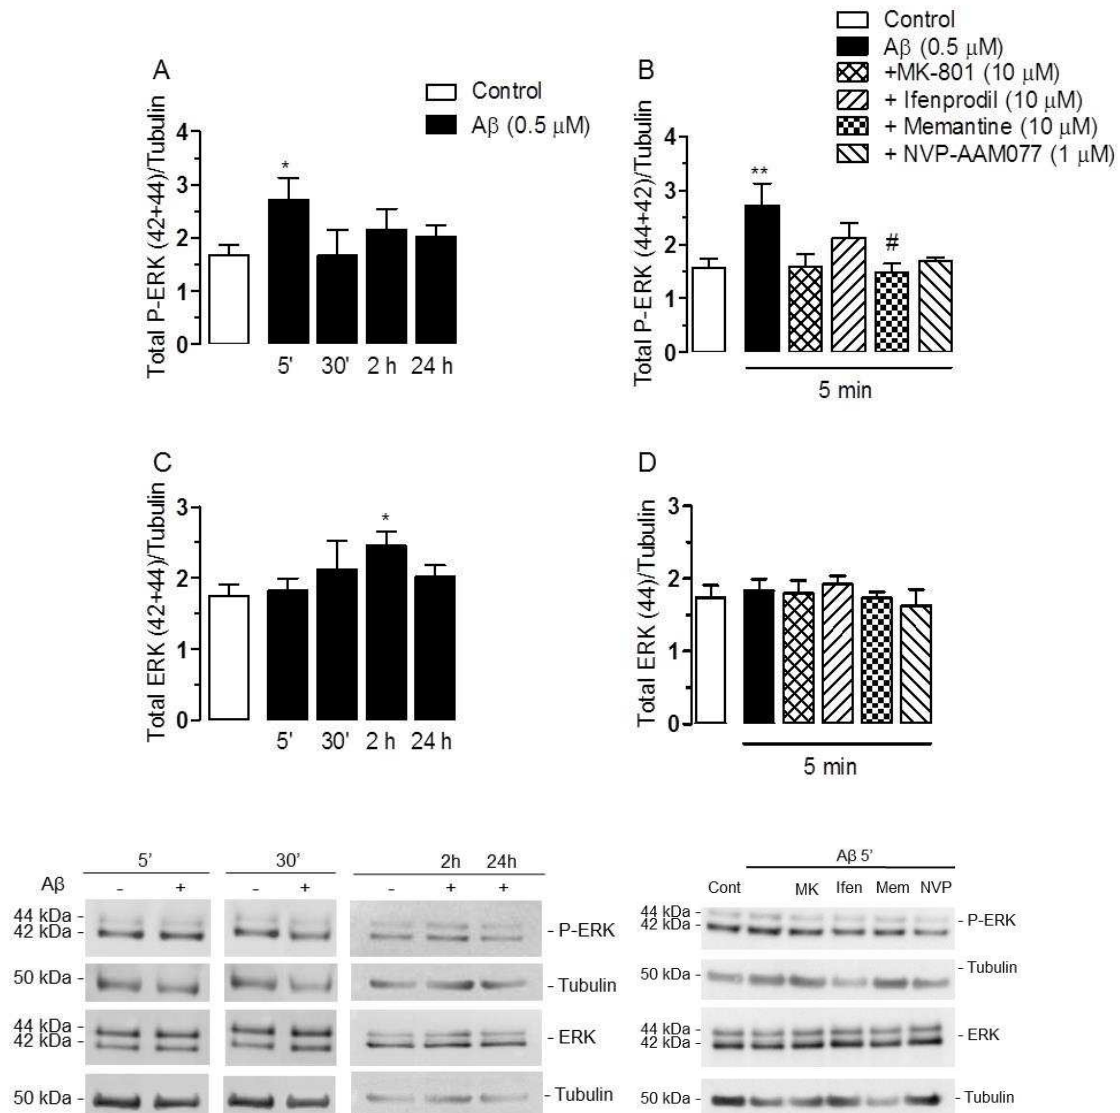 A
Control
Aβ (0.5 μM)
Total P-ERK (42+44)/Tubulin
4
3
2
1
0
*
5' 30' 2 h 24 h
B
Control
Aβ (0.5 μM)
+MK-801 (10 μM)
+ Ifenprodil (10 μM)
+ Memantine (10 μM)
+ NVP-AAM077 (1 μM)
Total P-ERK (44+42)/Tubulin
4
3
2
1
0
**
#
5 min
C
Total ERK (42+44)/Tubulin
3
2
1
0
*
5' 30' 2 h 24 h
D
Total ERK (44)/Tubulin
3
2
1
0
5 min
5' 30' 2h 24h
Aβ - + - + - + +
44 kDa -
42 kDa -
- P-ERK
50 kDa -
- Tubulin
44 kDa -
42 kDa -
- ERK
50 kDa -
- Tubulin
Aβ 5'
Cont MK Ifen Mem NVP
44 kDa -
42 kDa -
- P-ERK
50 kDa -
- Tubulin
44 kDa -
42 kDa -
- ERK
50 kDa -
- Tubulin